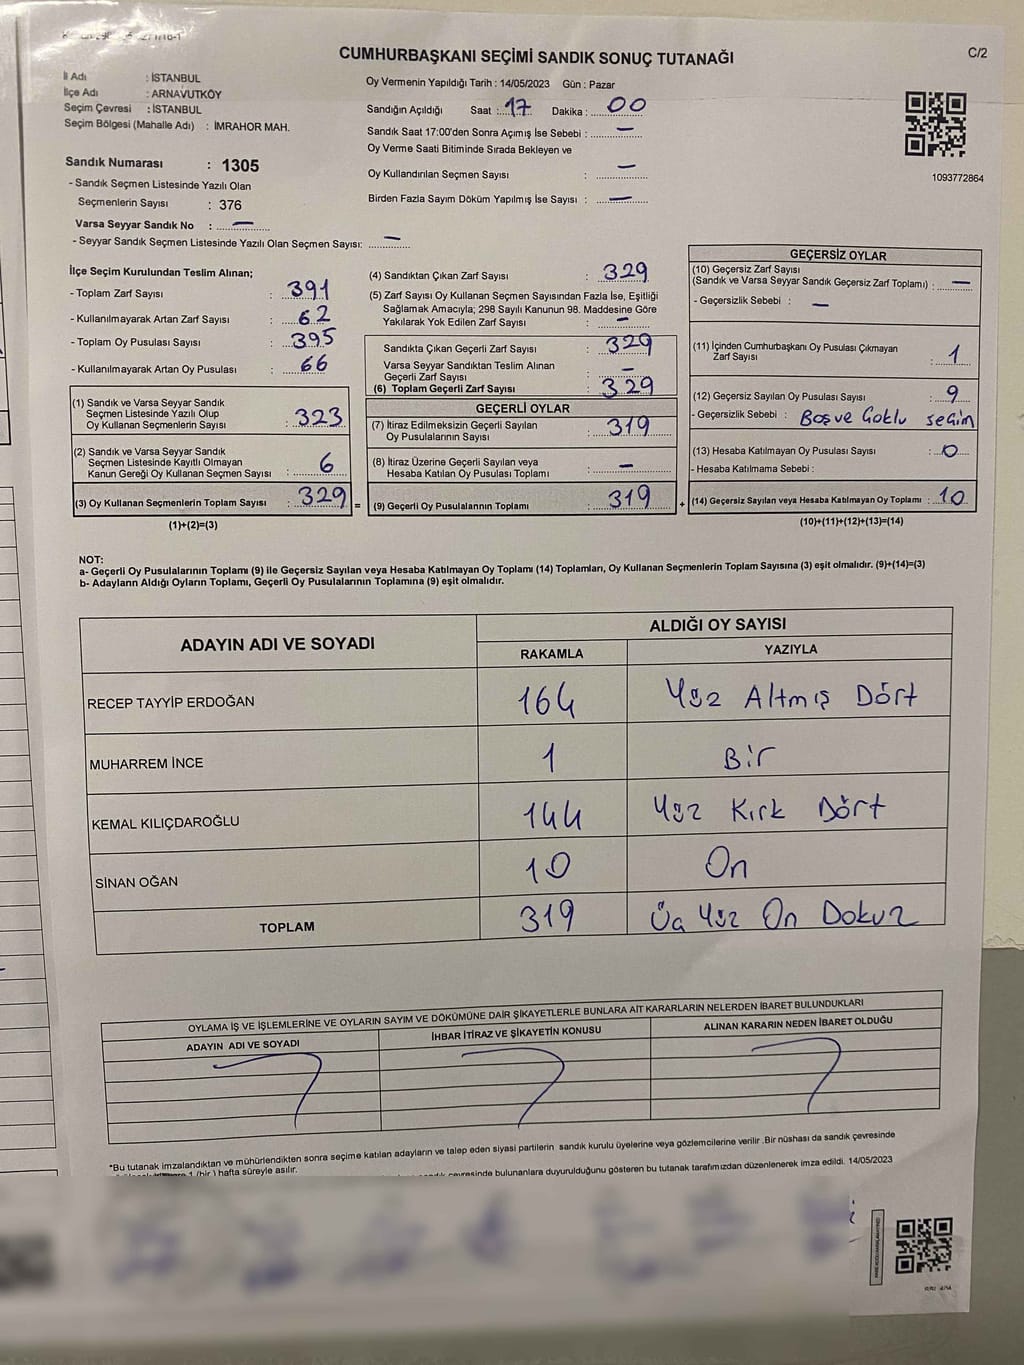 CUMHURBAŞKANI SEÇİMİ SANDIK SONUÇ TUTANAĞI
C/2
İl Adı : İSTANBUL
İlçe Adı : ARNAVUTKÖY
Seçim Çevresi : İSTANBUL
Seçim Bölgesi (Mahalle Adı) : İMRAHOR MAH.
Oy Vermenin Yapıldığı Tarih : 14/05/2023 Gün : Pazar
Sandığın Açıldığı Saat : 17 Dakika : 00
Sandık Saat 17:00'den Sonra Açımış İse Sebebi : —
Oy Verme Saati Bitiminde Sırada Bekleyen ve
Oy Kullandırılan Seçmen Sayısı : —
Birden Fazla Sayım Döküm Yapılmış İse Sayısı : —
1093772864
Sandık Numarası : 1305
- Sandık Seçmen Listesinde Yazılı Olan
Seçmenlerin Sayısı : 376
Varsa Seyyar Sandık No : —
- Seyyar Sandık Seçmen Listesinde Yazılı Olan Seçmen Sayısı: —
İlçe Seçim Kurulundan Teslim Alınan;
- Toplam Zarf Sayısı : 391
- Kullanılmayarak Artan Zarf Sayısı : 62
- Toplam Oy Pusulası Sayısı : 395
- Kullanılmayarak Artan Oy Pusulası : 66
(1) Sandık ve Varsa Seyyar Sandık
Seçmen Listesinde Yazılı Olup
Oy Kullanan Seçmenlerin Sayısı : 323
(2) Sandık ve Varsa Seyyar Sandık
Seçmen Listesinde Kayıtlı Olmayan
Kanun Gereği Oy Kullanan Seçmen Sayısı : 6
(3) Oy Kullanan Seçmenlerin Toplam Sayısı : 329
(1)+(2)=(3)
=
(4) Sandıktan Çıkan Zarf Sayısı : 329
(5) Zarf Sayısı Oy Kullanan Seçmen Sayısından Fazla İse, Eşitliği
Sağlamak Amacıyla; 298 Sayılı Kanunun 98. Maddesine Göre
Yakılarak Yok Edilen Zarf Sayısı : —
Sandıkta Çıkan Geçerli Zarf Sayısı : 329
Varsa Seyyar Sandıktan Teslim Alınan
Geçerli Zarf Sayısı : —
(6) Toplam Geçerli Zarf Sayısı : 329
GEÇERLİ OYLAR
(7) İtiraz Edilmeksizin Geçerli Sayılan
Oy Pusulalarının Sayısı : 319
(8) İtiraz Üzerine Geçerli Sayılan veya
Hesaba Katılan Oy Pusulası Toplamı : —
(9) Geçerli Oy Pusulalarının Toplamı : 319
+
GEÇERSİZ OYLAR
(10) Geçersiz Zarf Sayısı
(Sandık ve Varsa Seyyar Sandık Geçersiz Zarf Toplamı) : —
- Geçersizlik Sebebi : —
(11) İçinden Cumhurbaşkanı Oy Pusulası Çıkmayan
Zarf Sayısı : 1
(12) Geçersiz Sayılan Oy Pusulası Sayısı : 9
- Geçersizlik Sebebi : Boş ve Çoklu seçim
(13) Hesaba Katılmayan Oy Pusulası Sayısı : 0
- Hesaba Katılmama Sebebi :
(14) Geçersiz Sayılan veya Hesaba Katılmayan Oy Toplamı : 10
(10)+(11)+(12)+(13)=(14)
NOT:
a- Geçerli Oy Pusulalarının Toplamı (9) ile Geçersiz Sayılan veya Hesaba Katılmayan Oy Toplamı (14) Toplamları, Oy Kullanan Seçmenlerin Toplam Sayısına (3) eşit olmalıdır. (9)+(14)=(3)
b- Adayların Aldığı Oyların Toplamı, Geçerli Oy Pusulalarının Toplamına (9) eşit olmalıdır.
ADAYIN ADI VE SOYADI
ALDIĞI OY SAYISI
RAKAMLA YAZIYLA
RECEP TAYYİP ERDOĞAN 164 Yüz Altmış Dört
MUHARREM İNCE 1 Bir
KEMAL KILIÇDAROĞLU 144 Yüz Kırk Dört
SİNAN OĞAN 10 On
TOPLAM 319 Üç Yüz On Dokuz
OYLAMA İŞ VE İŞLEMLERİNE VE OYLARIN SAYIM VE DÖKÜMÜNE DAİR ŞİKAYETLERLE BUNLARA AİT KARARLARIN NELERDEN İBARET BULUNDUKLARI
ADAYIN ADI VE SOYADI İHBAR İTİRAZ VE ŞİKAYETİN KONUSU ALINAN KARARIN NEDEN İBARET OLDUĞU
*Bu tutanak imzalandıktan ve mühürlendikten sonra seçime katılan adayların ve talep eden siyasi partilerin sandık kurulu üyelerine veya gözlemcilerine verilir .Bir nüshası da sandık çevresinde
1 (bir ) hafta süreyle asılır.
bulunanlara duyurulduğunu gösteren bu tutanak tarafımızdan düzenlenerek imza edildi. 14/05/2023